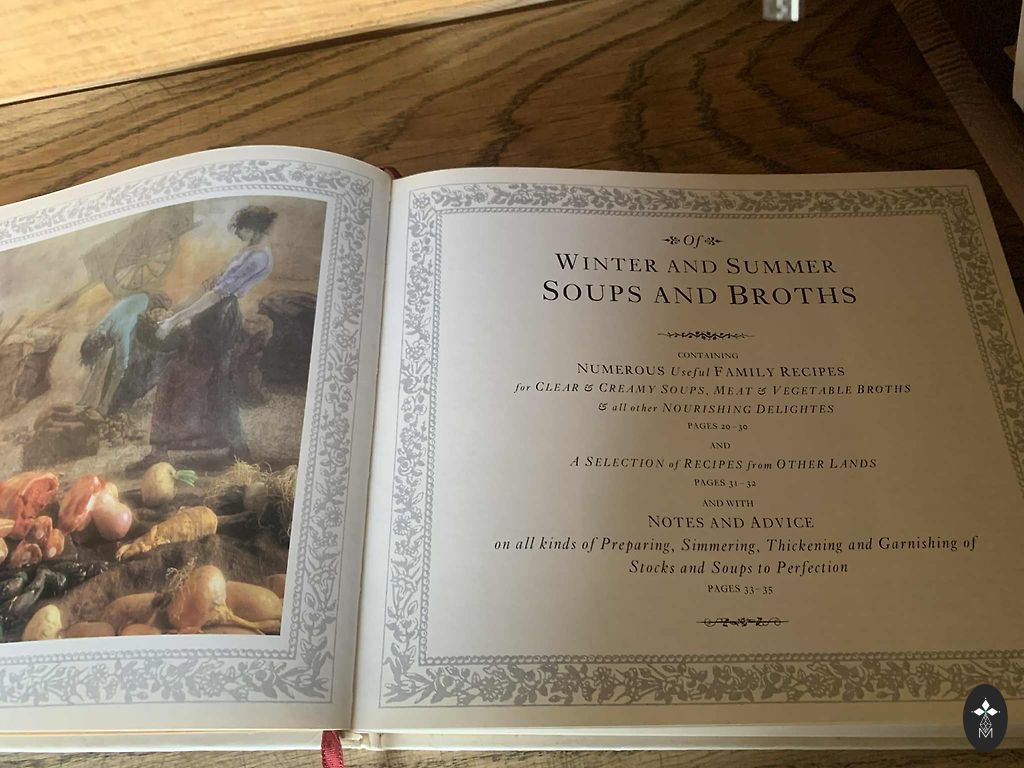 Of
WINTER AND SUMMER
SOUPS AND BROTHS
CONTAINING
NUMEROUS Useful FAMILY RECIPES
for CLEAR & CREAMY SOUPS, MEAT & VEGETABLE BROTHS
& all other NOURISHING DELIGHTES
PAGES 20–30
AND
A SELECTION of RECIPES from OTHER LANDS
PAGES 31–32
AND WITH
NOTES AND ADVICE
on all kinds of Preparing, Simmering, Thickening and Garnishing of
Stocks and Soups to Perfection
PAGES 33–35
M